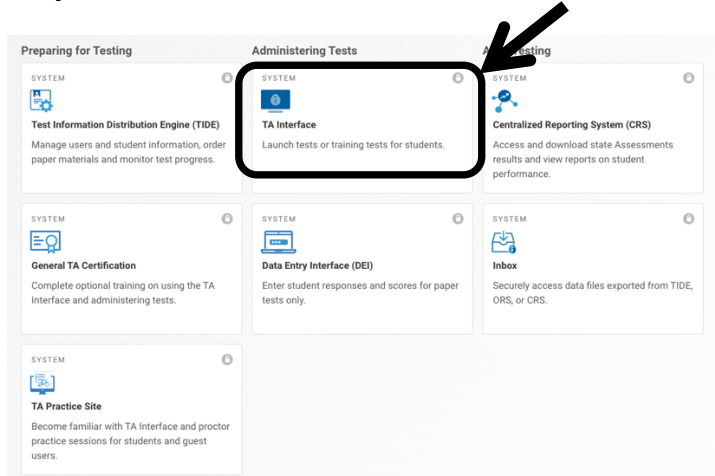 Preparing for Testing
SYSTEM
Test Information Distribution Engine (TIDE)
Manage users and student information, order
paper materials and monitor test progress.
SYSTEM
General TA Certification
Complete optional training on using the TA
Interface and administering tests.
SYSTEM
TA Practice Site
Become familiar with TA Interface and proctor
practice sessions for students and guest
users.
Administering Tests
SYSTEM
TA Interface
Launch tests or training tests for students.
SYSTEM
Data Entry Interface (DEI)
Enter student responses and scores for paper
tests only.
Testing
SYSTEM
Centralized Reporting System (CRS)
Access and download state Assessments
results and view reports on student
performance.
SYSTEM
Inbox
Securely access data files exported from TIDE,
ORS, or CRS.